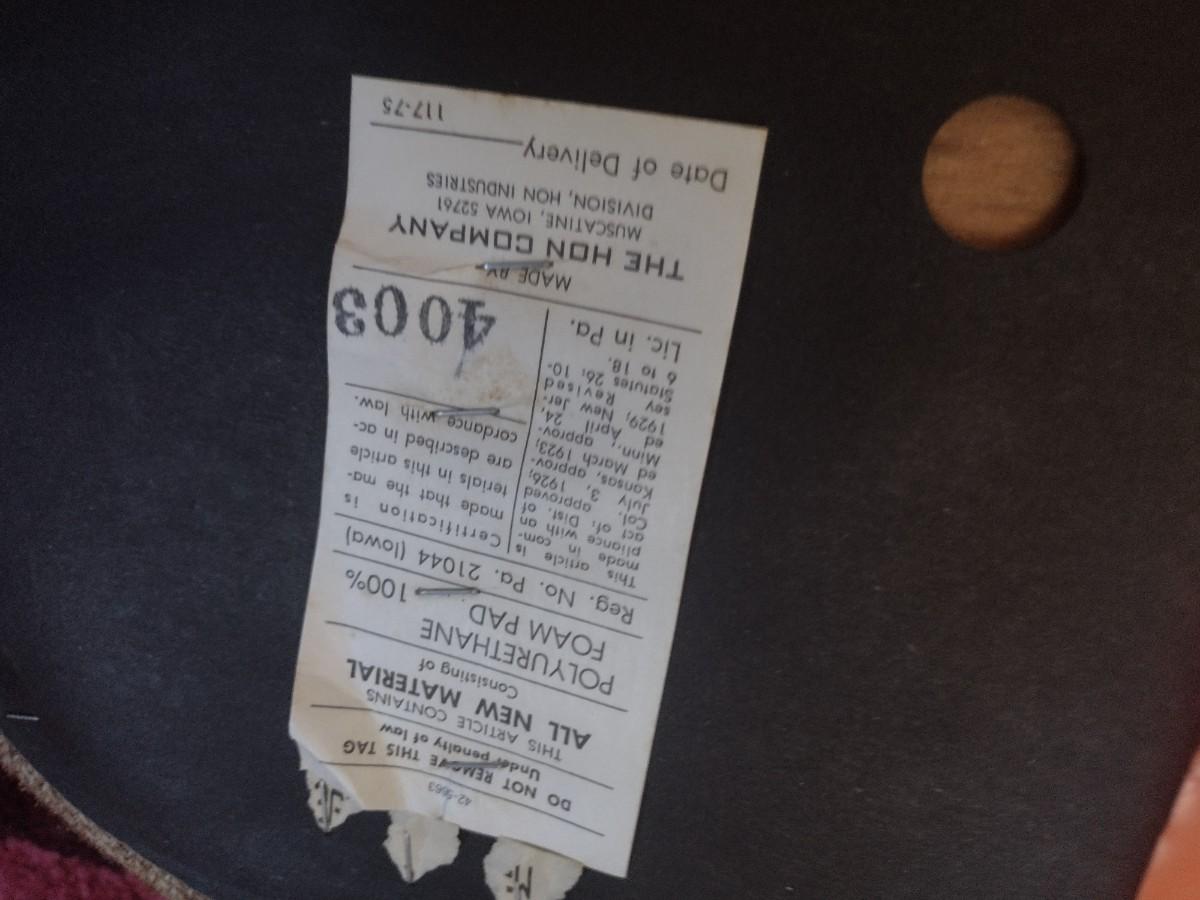 42-5663
DO NOT REMOVE THIS TAG
Under penalty of law
THIS ARTICLE CONTAINS
ALL NEW MATERIAL
Consisting of
POLYURETHANE
FOAM PAD 100%
Reg. No. Pa. 21044 (Iowa)
This article is
made in com-
pliance with an
act of: Dist. of
Col. approved
July 3, 1926;
Kansas, approv-
ed March 1923;
Minn., approv-
ed April 24,
1929; New Jer-
sey Revised
Statutes 26: 10-
6 to 18.
Lic. in Pa.
Certification is
made that the ma-
terials in this article
are described in ac-
cordance with law.
4003
MADE BY
THE HON COMPANY
MUSCATINE, IOWA 52761
DIVISION, HON INDUSTRIES
Date of Delivery
117-75